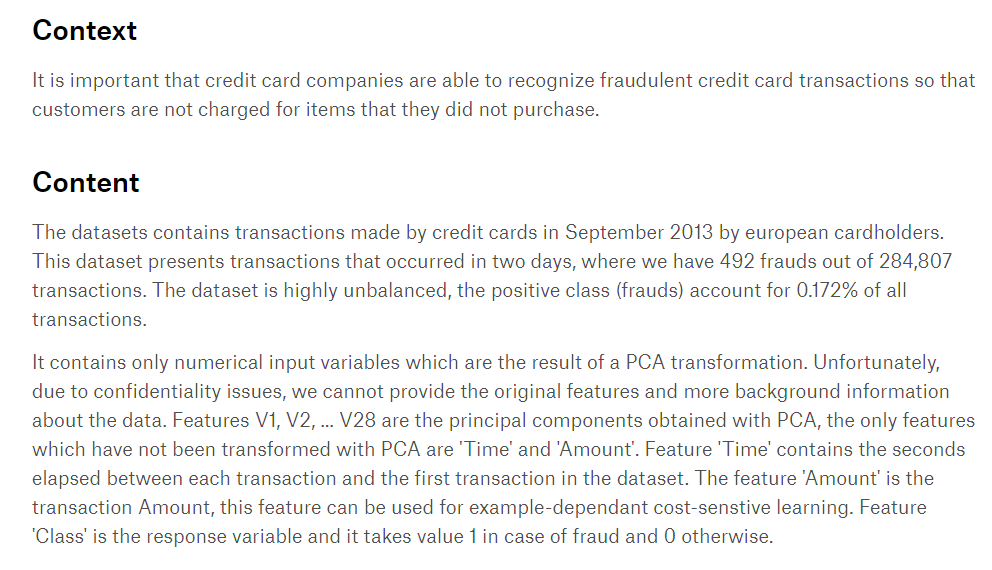 Context
It is important that credit card companies are able to recognize fraudulent credit card transactions so that
customers are not charged for items that they did not purchase.
Content
The datasets contains transactions made by credit cards in September 2013 by european cardholders.
This dataset presents transactions that occurred in two days, where we have 492 frauds out of 284,807
transactions. The dataset is highly unbalanced, the positive class (frauds) account for 0.172% of all
transactions.
It contains only numerical input variables which are the result of a PCA transformation. Unfortunately,
due to confidentiality issues, we cannot provide the original features and more background information
about the data. Features V1, V2, ... V28 are the principal components obtained with PCA, the only features
which have not been transformed with PCA are 'Time' and 'Amount'. Feature 'Time' contains the seconds
elapsed between each transaction and the first transaction in the dataset. The feature 'Amount' is the
transaction Amount, this feature can be used for example-dependant cost-senstive learning. Feature
'Class' is the response variable and it takes value 1 in case of fraud and 0 otherwise.